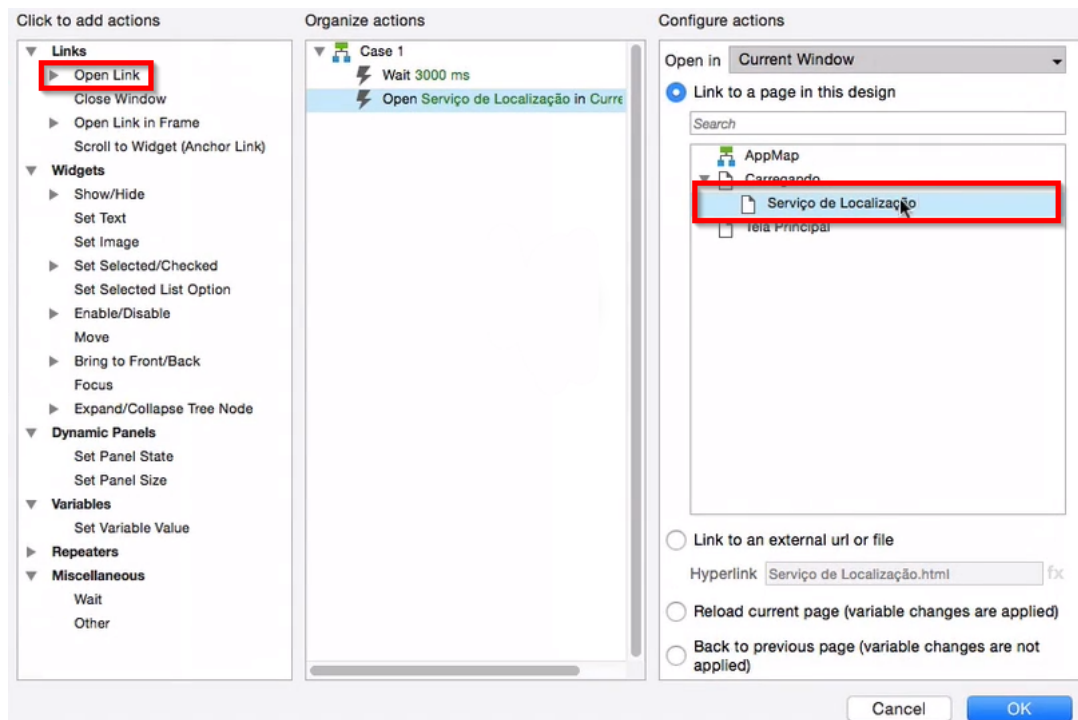 Click to add actions
Links
Open Link
Close Window
Open Link in Frame
Scroll to Widget (Anchor Link)
Widgets
Show/Hide
Set Text
Set Image
Set Selected/Checked
Set Selected List Option
Enable/Disable
Move
Bring to Front/Back
Focus
Expand/Collapse Tree Node
Dynamic Panels
Set Panel State
Set Panel Size
Variables
Set Variable Value
Repeaters
Miscellaneous
Wait
Other
Organize actions
Case 1
Wait 3000 ms
Open Serviço de Localização in Curre
Configure actions
Open in Current Window
Link to a page in this design
Search
AppMap
Carregando
Serviço de Localização
Tela Principal
Link to an external url or file
Hyperlink Serviço de Localização.html fx
Reload current page (variable changes are applied)
Back to previous page (variable changes are not
applied)
Cancel OK